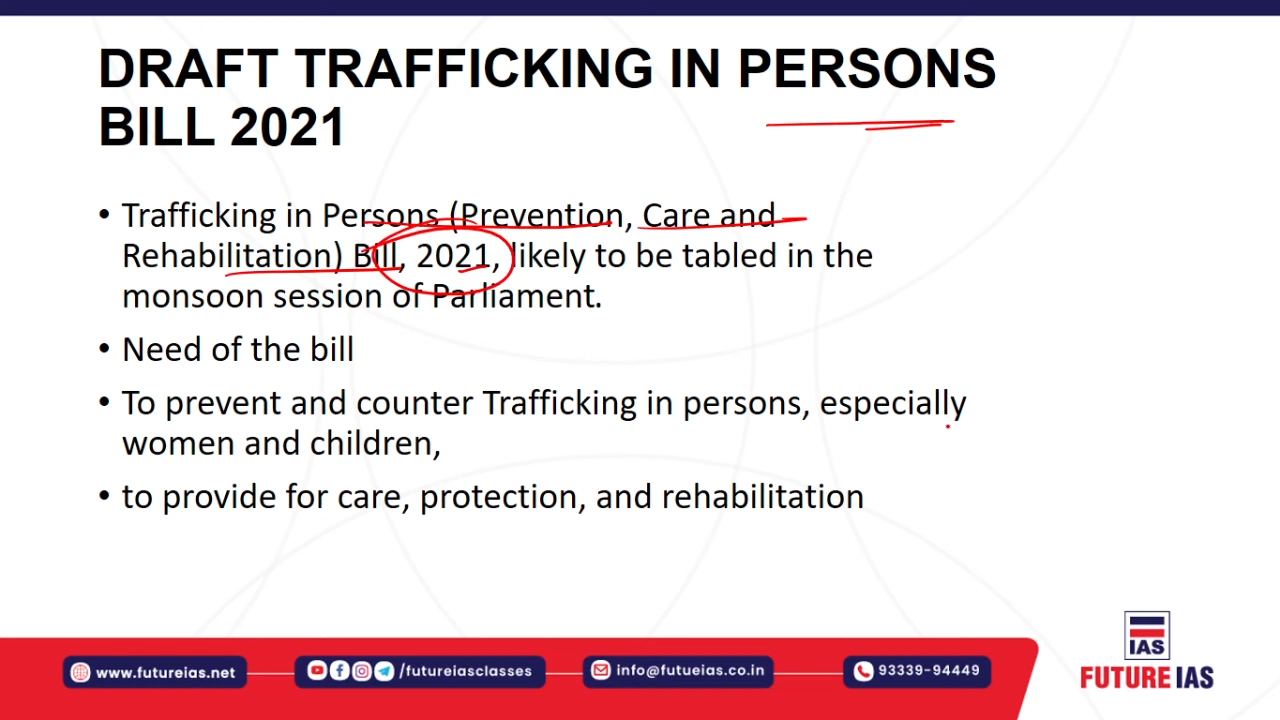 DRAFT TRAFFICKING IN PERSONS
BILL 2021
• Trafficking in Persons (Prevention, Care and
Rehabilitation) Bill, 2021, likely to be tabled in the
monsoon session of Parliament.
• Need of the bill
• To prevent and counter Trafficking in persons, especially
women and children,
• to provide for care, protection, and rehabilitation
IAS
FUTURE IAS
www.futureias.net
/futureiasclasses
info@futueias.co.in
93339-94449